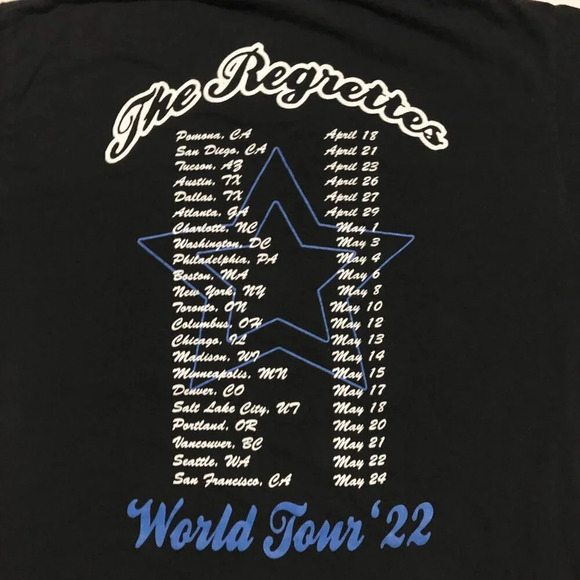 The Regrettes
Pomona, CA April 18
San Diego, CA April 21
Tucson, AZ April 23
Austin, TX April 26
Dallas, TX April 27
Atlanta, GA April 29
Charlotte, NC May 1
Washington, DC May 3
Philadelphia, PA May 4
Boston, MA May 6
New York, NY May 8
Toronto, ON May 10
Columbus, OH May 12
Chicago, IL May 13
Madison, WI May 14
Minneapolis, MN May 15
Denver, CO May 17
Salt Lake City, UT May 18
Portland, OR May 20
Vancouver, BC May 21
Seattle, WA May 22
San Francisco, CA May 24
World Tour '22